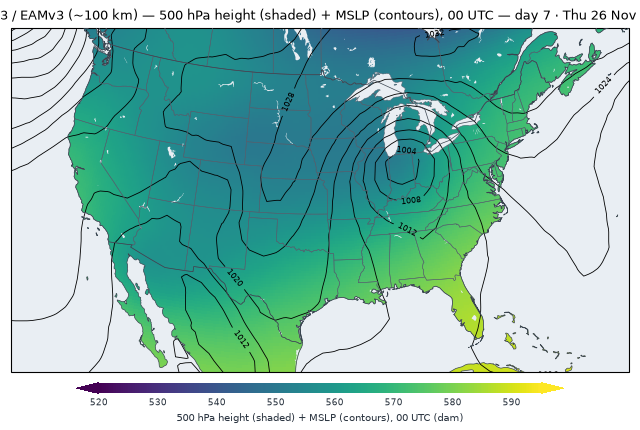 3 / EAMv3 (~100 km) — 500 hPa height (shaded) + MSLP (contours), 00 UTC — day 7 · Thu 26 Nov
1028
1024
1004
1008
1012
1020
1012
520 530 540 550 560 570 580 590
500 hPa height (shaded) + MSLP (contours), 00 UTC (dam)